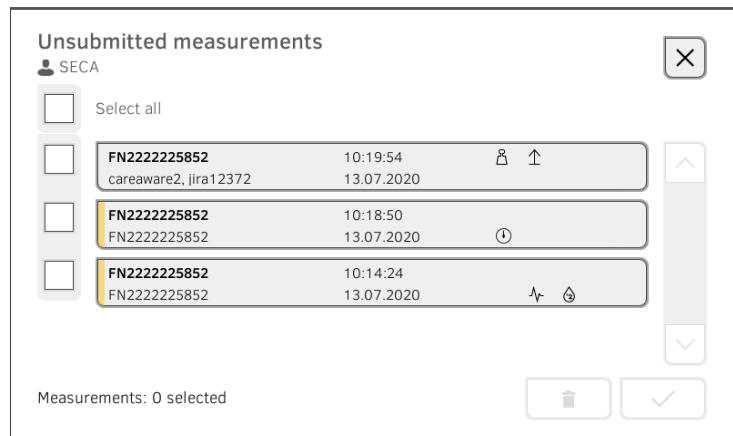 Unsubmitted measurements
SECA
Select all
FN2222225852 10:19:54
careaware2, jira12372 13.07.2020
FN2222225852 10:18:50
FN2222225852 13.07.2020
FN2222225852 10:14:24
FN2222225852 13.07.2020
Measurements: 0 selected